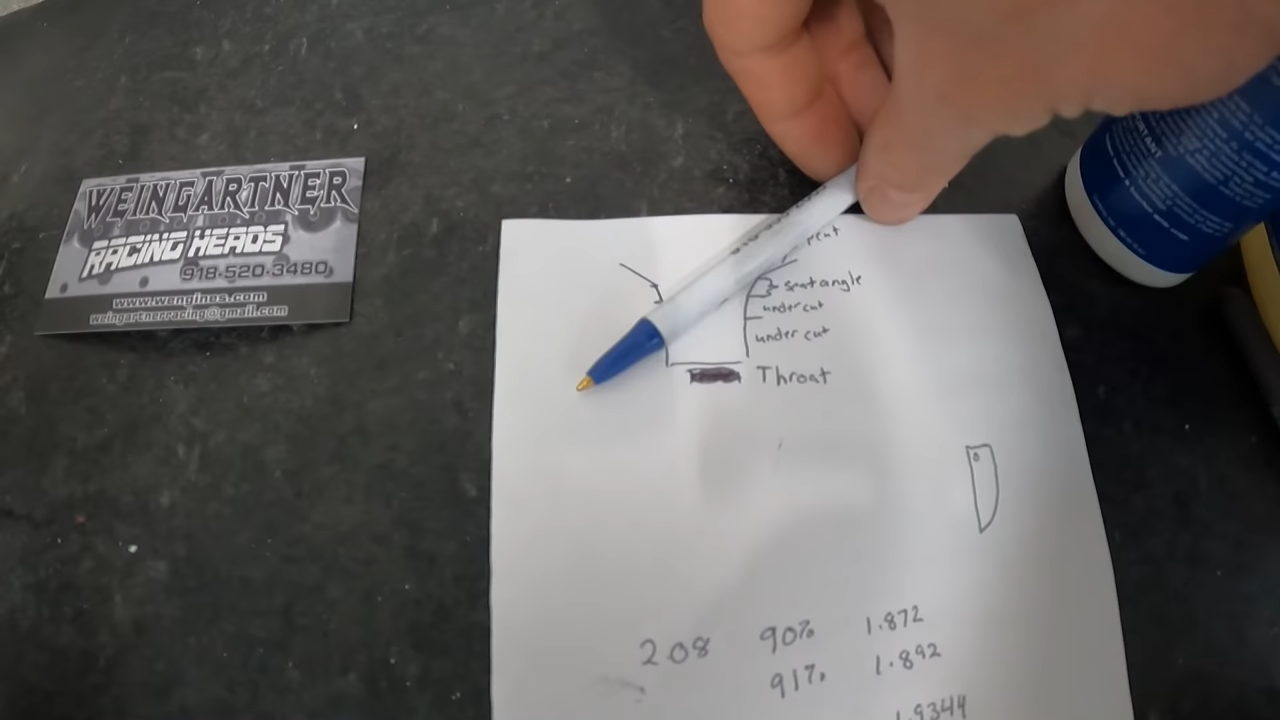 WEINGARTNER
RACING HEADS
918-520-3480
www.wengines.com
weingartnerracing@gmail.com
seat angle
under cut
under cut
Throat
208 90% 1.872
91% 1.892
1.9344